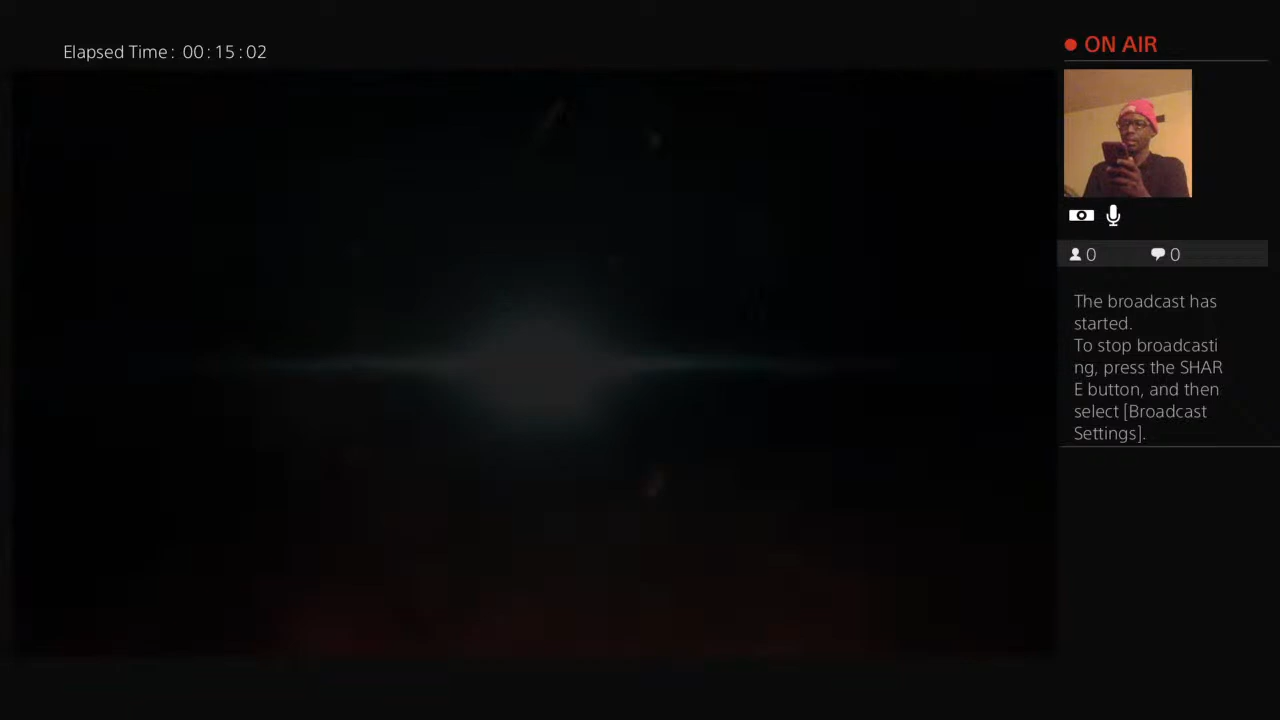 Elapsed Time: 00:15:02
ON AIR
0
0
The broadcast has
started.
To stop broadcasti
ng, press the SHAR
E button, and then
select [Broadcast
Settings].